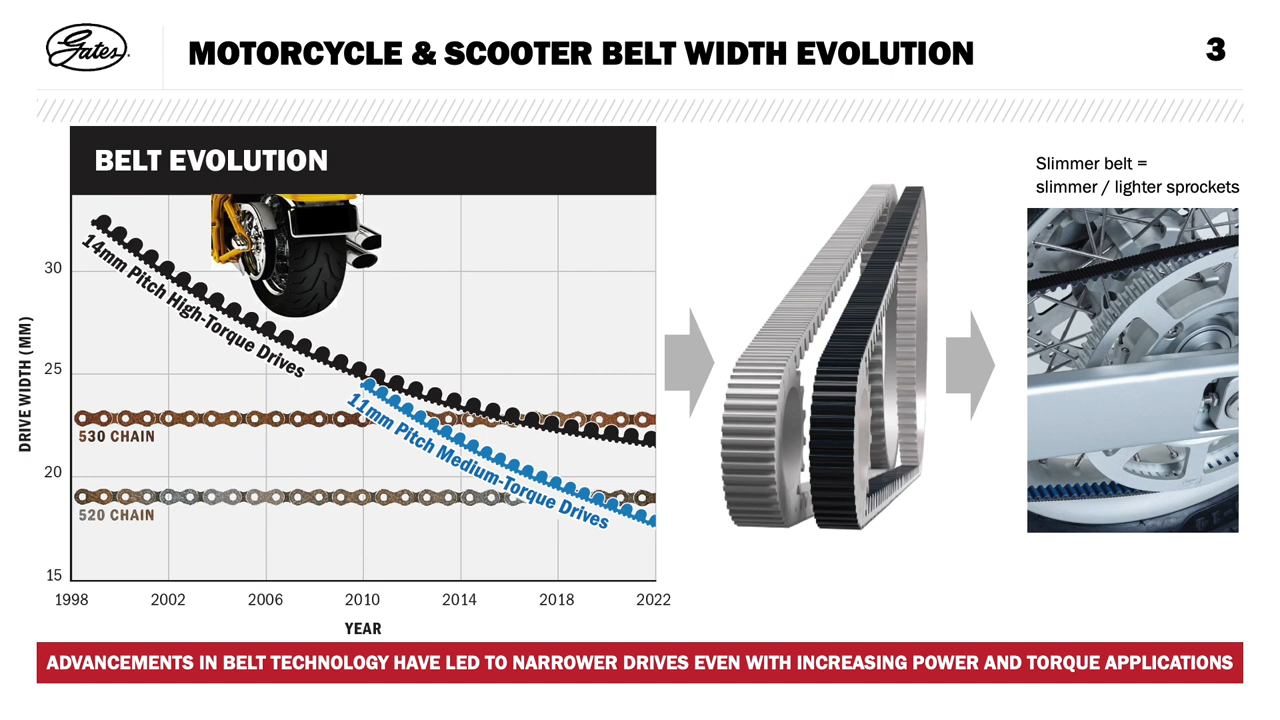 Gates
MOTORCYCLE & SCOOTER BELT WIDTH EVOLUTION
3
BELT EVOLUTION
Slimmer belt =
slimmer / lighter sprockets
DRIVE WIDTH (MM)
30
25
20
15
14mm Pitch High-Torque Drives
11mm Pitch Medium-Torque Drives
530 CHAIN
520 CHAIN
1998 2002 2006 2010 2014 2018 2022
YEAR
ADVANCEMENTS IN BELT TECHNOLOGY HAVE LED TO NARROWER DRIVES EVEN WITH INCREASING POWER AND TORQUE APPLICATIONS